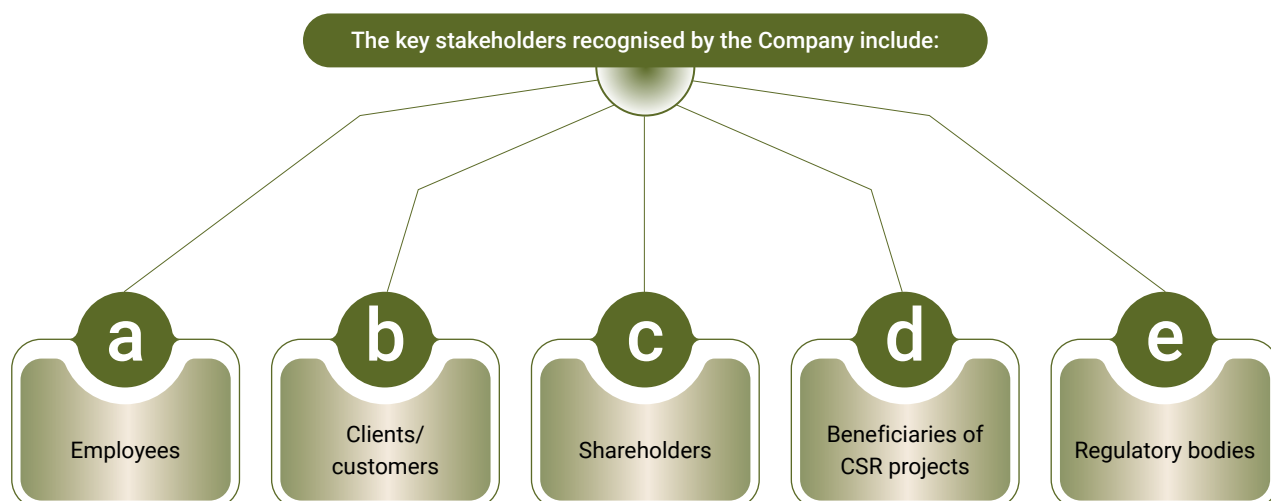 The key stakeholders recognised by the Company include:
a
Employees
b
Clients/
customers
c
Shareholders
d
Beneficiaries of
CSR projects
e
Regulatory bodies